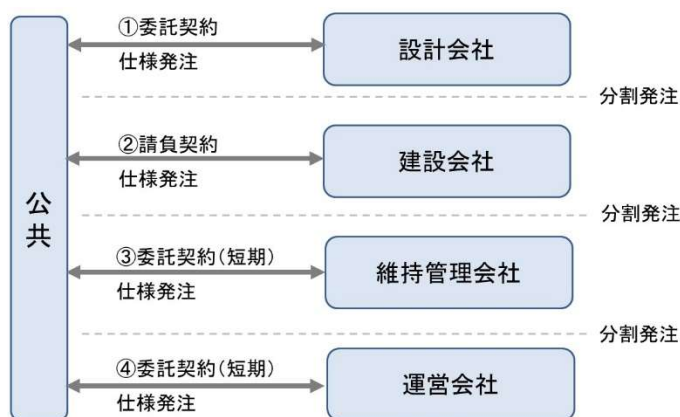 公共
①委託契約
仕様発注
設計会社
分割発注
②請負契約
仕様発注
建設会社
分割発注
③委託契約(短期)
仕様発注
維持管理会社
分割発注
④委託契約(短期)
仕様発注
運営会社